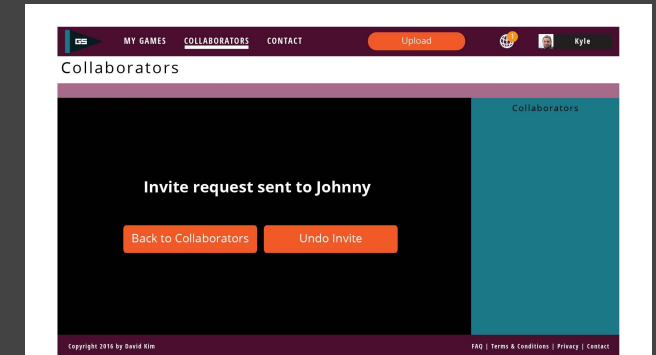 GS MY GAMES COLLABORATORS CONTACT Upload 1 Kyle
Collaborators
Collaborators
Invite request sent to Johnny
Back to Collaborators Undo Invite
Copyright 2016 by David Kim FAQ | Terms & Conditions | Privacy | Contact